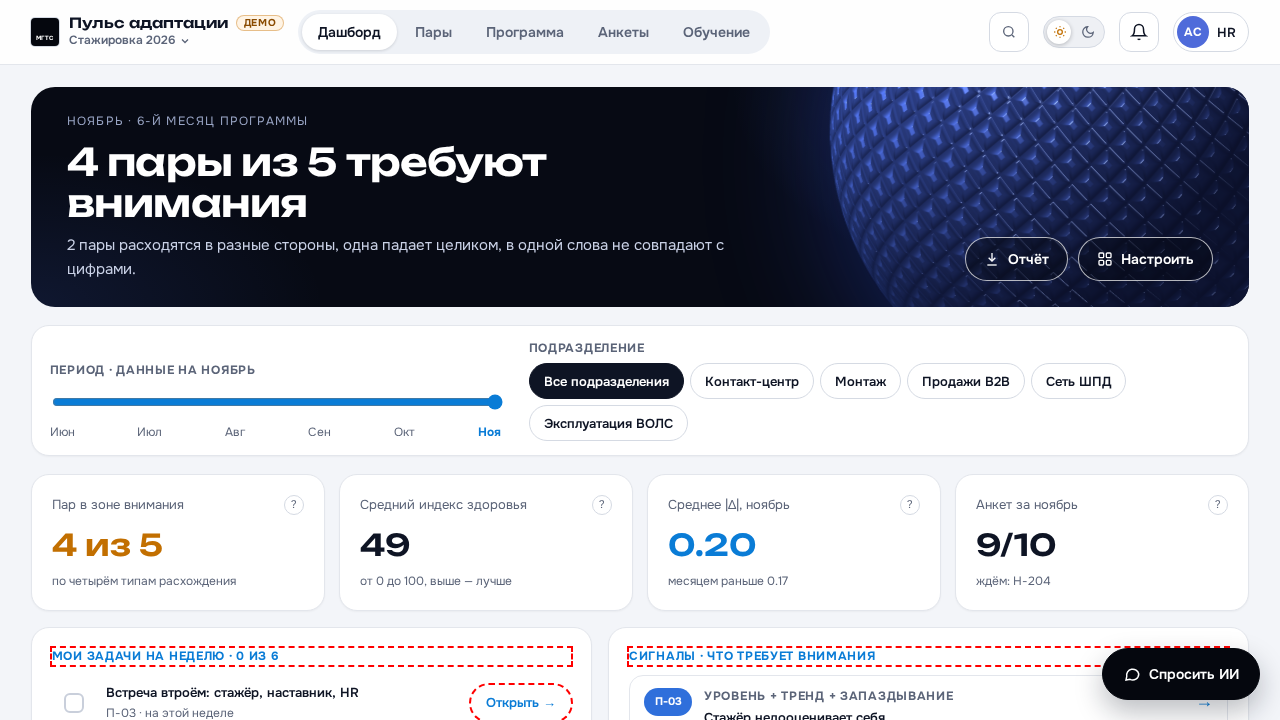 МГТС
Пульс адаптации ДЕМО
Стажировка 2026
Дашборд Пары Программа Анкеты Обучение
АС HR
НОЯБРЬ · 6-Й МЕСЯЦ ПРОГРАММЫ
4 пары из 5 требуют
внимания
2 пары расходятся в разные стороны, одна падает целиком, в одной слова не совпадают с
цифрами.
Отчёт Настроить
ПЕРИОД · ДАННЫЕ НА НОЯБРЬ
Июн Июл Авг Сен Окт Ноя
ПОДРАЗДЕЛЕНИЕ
Все подразделения Контакт-центр Монтаж Продажи B2B Сеть ШПД
Эксплуатация ВОЛС
Пар в зоне внимания ?
4 из 5
по четырём типам расхождения
Средний индекс здоровья ?
49
от 0 до 100, выше — лучше
Среднее |Δ|, ноябрь ?
0.20
месяцем раньше 0.17
Анкет за ноябрь ?
9/10
ждём: Н-204
МОИ ЗАДАЧИ НА НЕДЕЛЮ · 0 ИЗ 6
Встреча втроём: стажёр, наставник, HR
П-03 · на этой неделе
Открыть →
СИГНАЛЫ · ЧТО ТРЕБУЕТ ВНИМАНИЯ
П-03 УРОВЕНЬ + ТРЕНД + ЗАПАЗДЫВАНИЕ
Стажёр недооценивает себя
→
Спросить ИИ